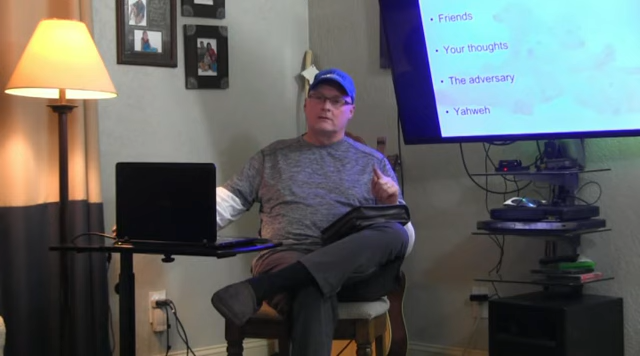 • Friends
• Your thoughts
• The adversary
• Yahweh